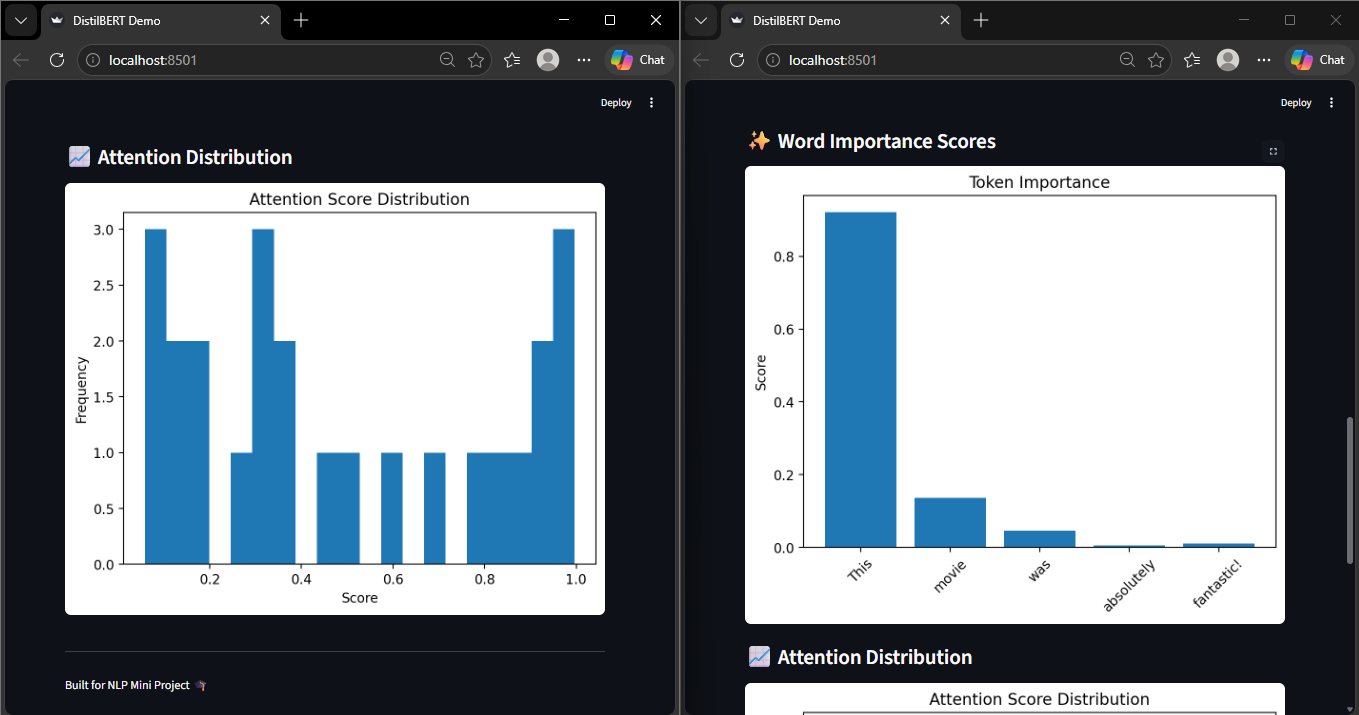 DistilBERT Demo
localhost:8501
Chat
Deploy
📈 Attention Distribution
Attention Score Distribution
3.0
2.5
2.0
1.5
1.0
0.5
0.0
Frequency
0.2 0.4 0.6 0.8 1.0
Score
Built for NLP Mini Project
DistilBERT Demo
localhost:8501
Chat
Deploy
✨ Word Importance Scores
Token Importance
0.8
0.6
0.4
0.2
0.0
Score
This movie was absolutely fantastic!
📈 Attention Distribution
Attention Score Distribution